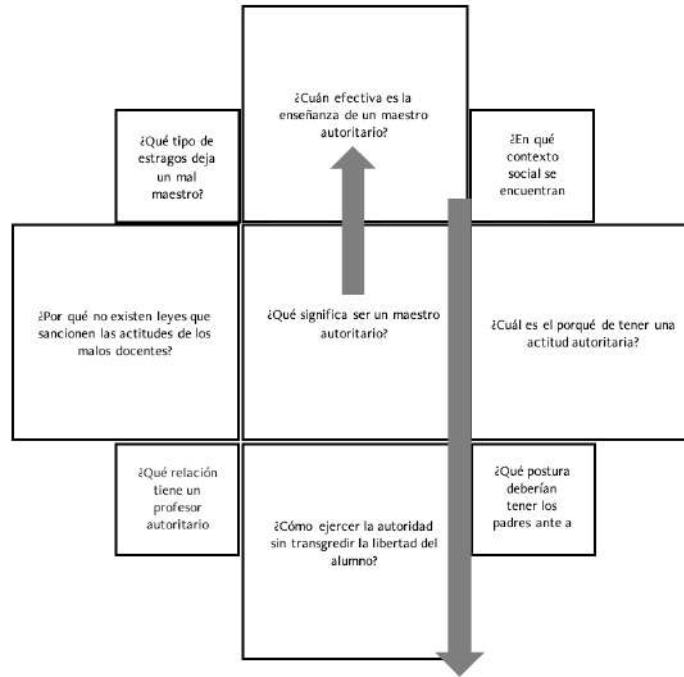 ¿Cuán efectiva es la
enseñanza de un maestro
autoritario?
¿Qué tipo de
estragos deja
un mal
maestro?
¿En qué
contexto
social se
encuentran
¿Por qué no existen leyes que
sancionen las actitudes de los
malos docentes?
¿Qué significa ser un maestro
autoritario?
¿Cuál es el porqué de tener una
actitud autoritaria?
¿Qué relación
tiene un
profesor
autoritario
¿Cómo ejercer la autoridad
sin transgredir la libertad del
alumno?
¿Qué postura
deberían
tener los
padres ante a